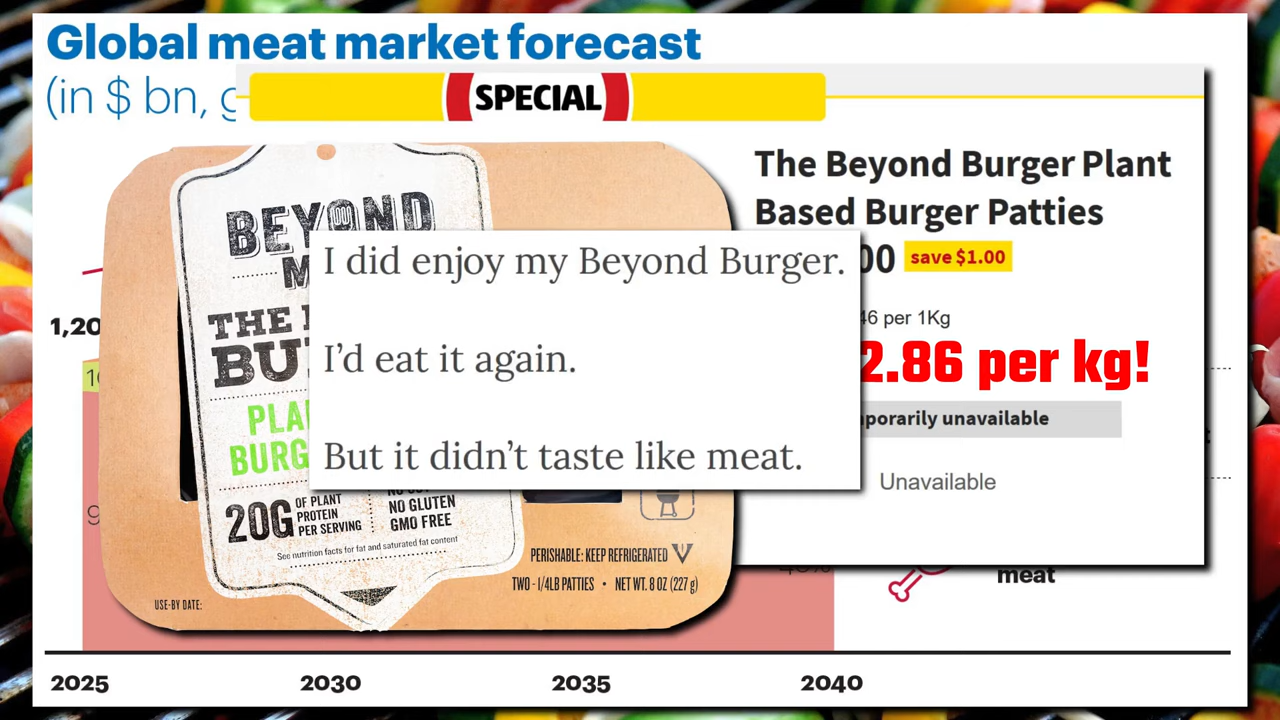 Global meat market forecast
(in $ bn,
SPECIAL
The Beyond Burger Plant
Based Burger Patties
00 save $1.00
46 per 1Kg
2.86 per kg!
unavailable
Unavailable
meat
BEYOND
THE
20G OF PLANT
PROTEIN
PER SERVING
NO GLUTEN
GMO FREE
See nutrition facts for fat and saturated fat content
PERISHABLE: KEEP REFRIGERATED
TWO - 1/4LB PATTIES • NET WT. 8 OZ (227g)
USE-BY DATE:
I did enjoy my Beyond Burger.
I'd eat it again.
But it didn't taste like meat.
2025 2030 2035 2040